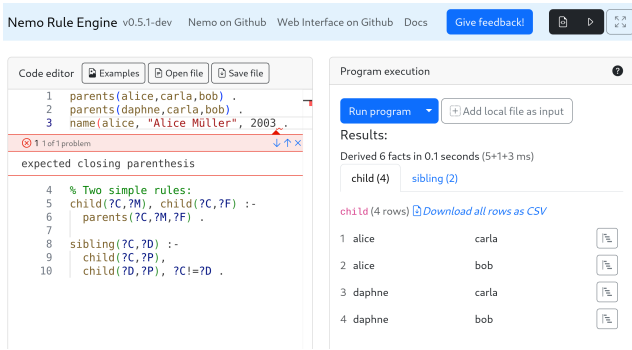 Nemo Rule Engine v0.5.1-dev Nemo on Github Web Interface on Github Docs Give feedback!
Code editor Examples Open file Save file
1 parents(alice,carla,bob) .
2 parents(daphne,carla,bob) .
3 name(alice, "Alice Müller", 2003 .
1 1 of 1 problem
expected closing parenthesis
4 % Two simple rules:
5 child(?C,?M), child(?C,?F) :-
6 parents(?C,?M,?F) .
7
8 sibling(?C,?D) :-
9 child(?C,?P),
10 child(?D,?P), ?C!=?D .
Program execution ?
Run program Add local file as input
Results:
Derived 6 facts in 0.1 seconds (5+1+3 ms)
child (4) sibling (2)
child (4 rows) Download all rows as CSV
1 alice carla
2 alice bob
3 daphne carla
4 daphne bob